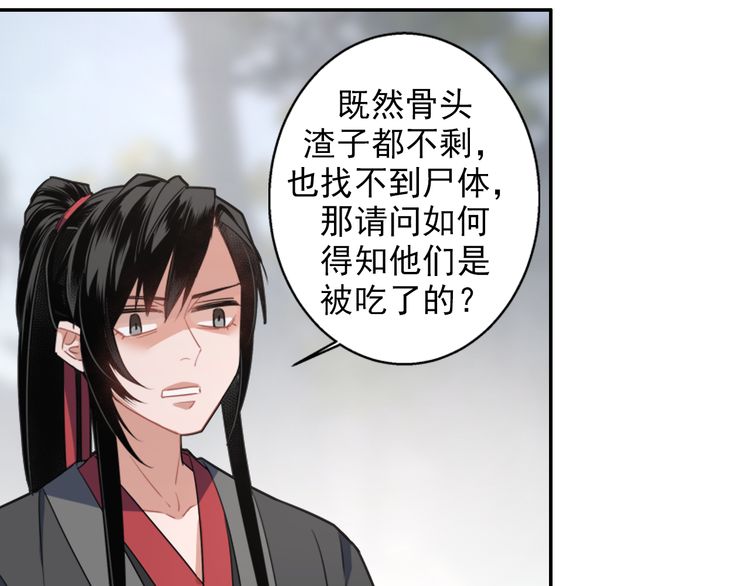 既然骨头
渣子都不剩，
也找不到尸体，
那请问如何
得知他们是
被吃了的？